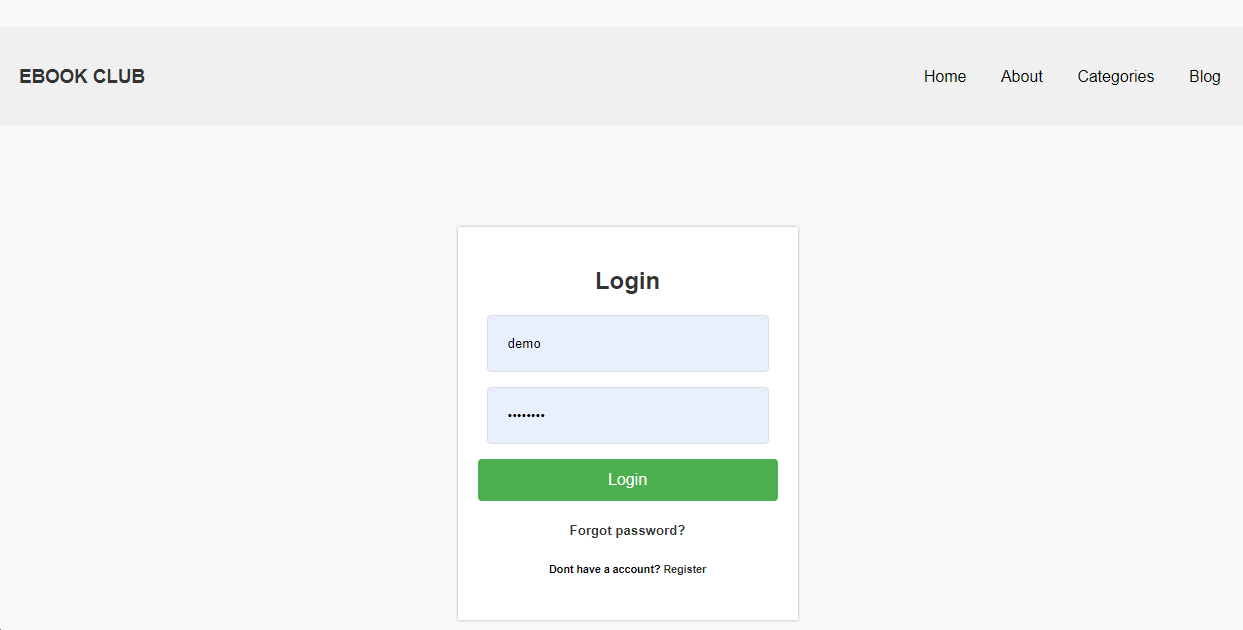 EBOOK CLUB
Home About Categories Blog
Login
demo
••••••••
Login
Forgot password?
Dont have a account? Register